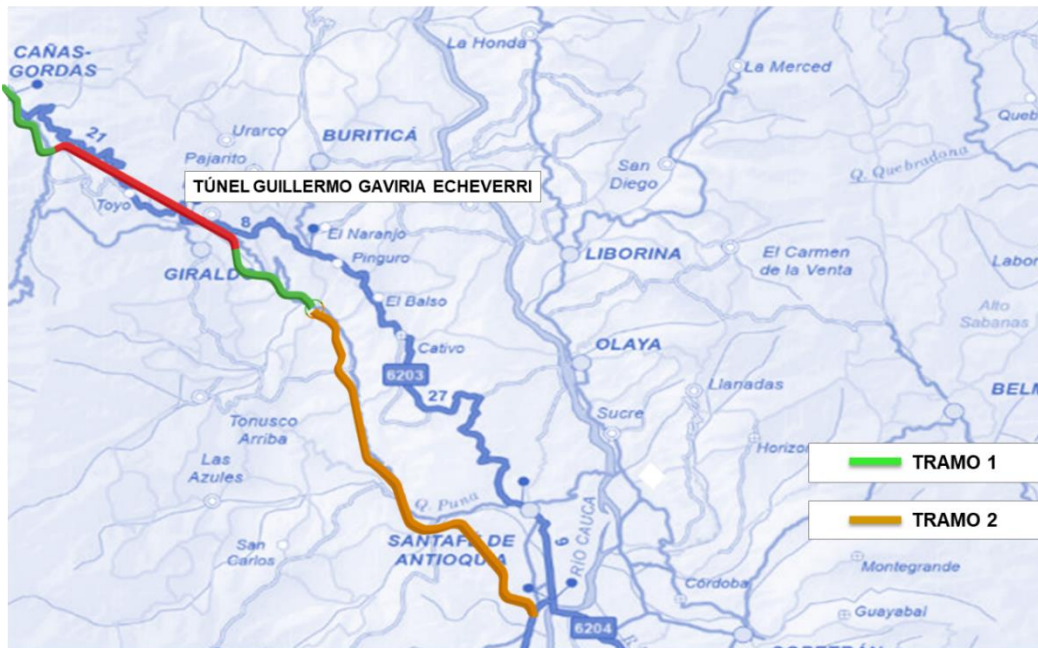 CAÑAS-
GORDAS
La Honda
La Merced
21
Urarco
BURITICÁ
Pajarito
San
Diego
Q. Quebradona
TÚNEL GUILLERMO GAVIRIA ECHEVERRI
Toyo
8
El Naranjo
Pinguro
LIBORINA
El Carmen
de la Venta
GIRALD
El Balso
Alto
Sabanas
Cativo
OLAYA
6203
27
Llanadas
Tonusco
Arriba
Sucre
Las
Azules
TRAMO 1
Q. Puna
TRAMO 2
SANTAFÉ DE
ANTIOQUIA
9
RÍO CAUCA
San
Carlos
Montegrande
Córdoba
Guayabal
6204